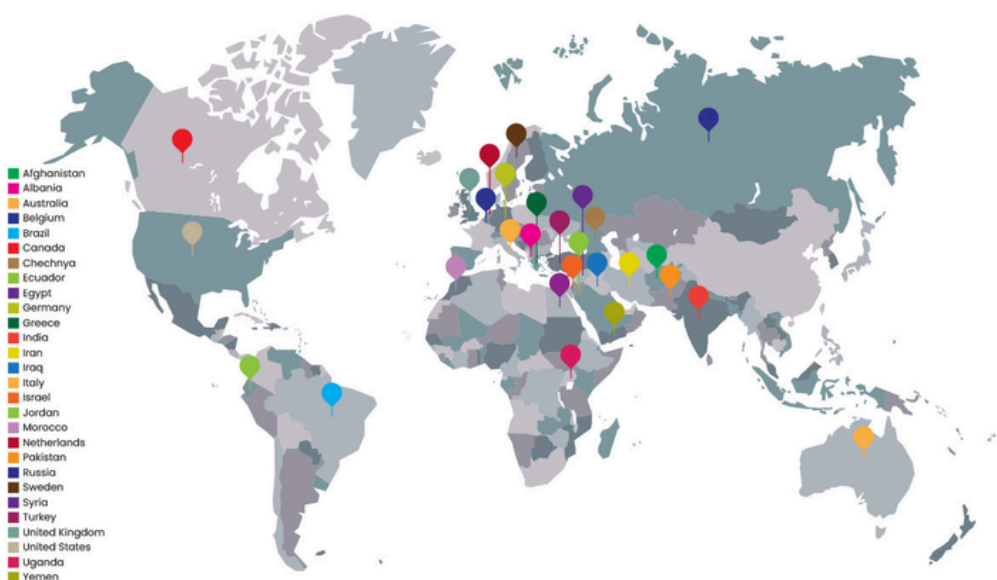 Afghanistan
Albania
Australia
Belgium
Brazil
Canada
Chechnya
Ecuador
Egypt
Germany
Greece
India
Iran
Iraq
Italy
Israel
Jordan
Morocco
Netherlands
Pakistan
Russia
Sweden
Syria
Turkey
United Kingdom
United States
Uganda
Yemen